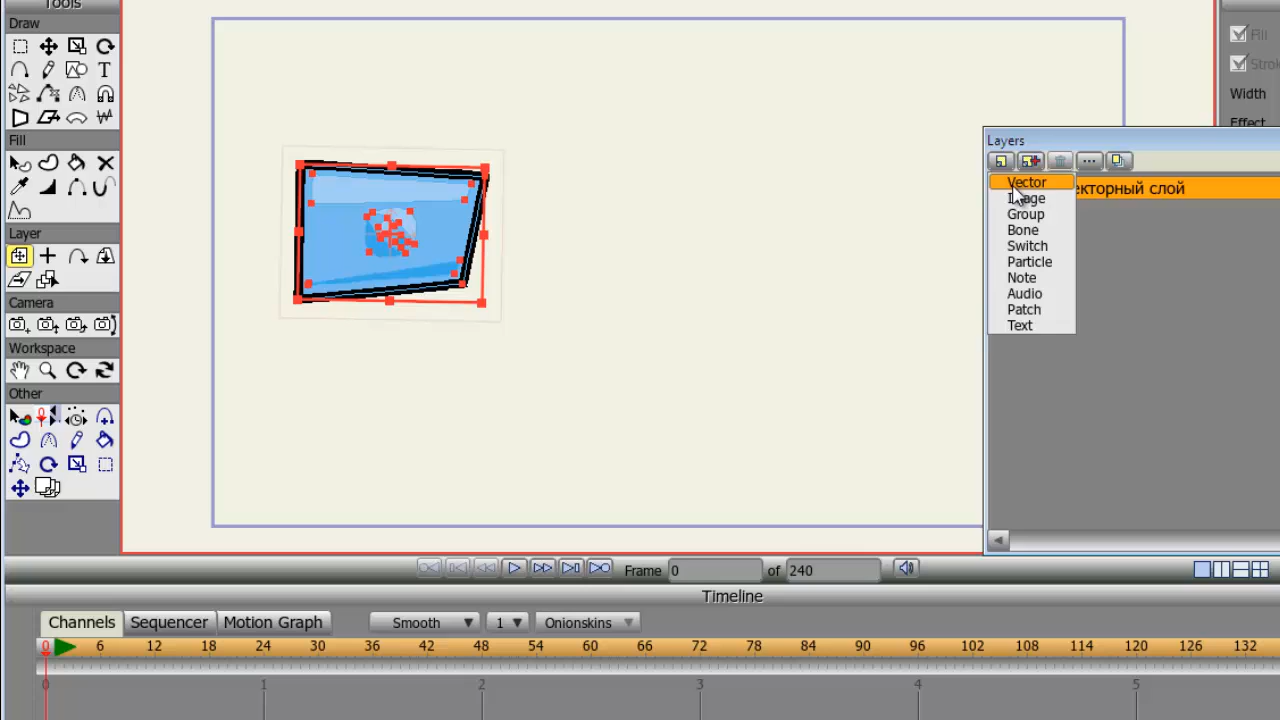 Tools
Draw
T
Fill
Layer
Camera
Workspace
Other
Fill
Width
Effect
Layers
Vector
екторный слой
Image
Group
Bone
Switch
Particle
Note
Audio
Patch
Text
Frame 0 of 240
Timeline
Channels Sequencer Motion Graph Smooth 1 Onionskins
0 6 12 18 24 30 36 42 48 54 60 66 72 78 84 90 96 102 108 114 120 126 132
0 1 2 3 4 5